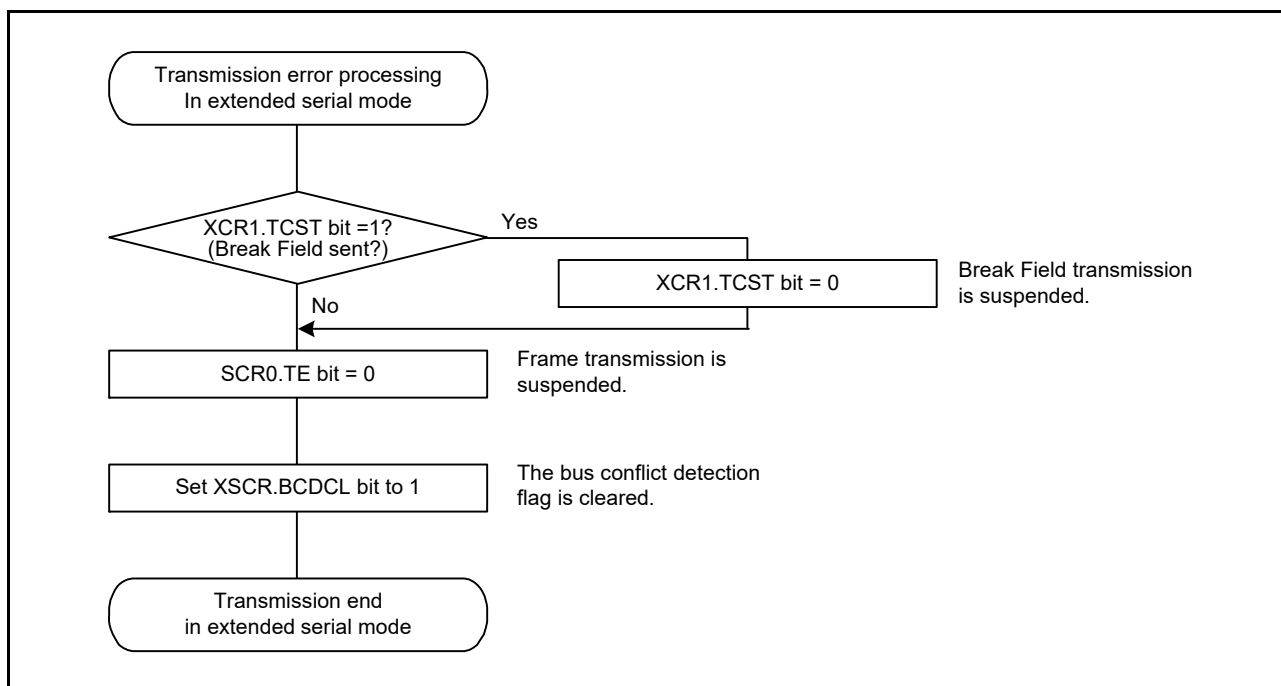 Transmission error processing
In extended serial mode
XCR1.TCST bit =1?
(Break Field sent?)
Yes
XCR1.TCST bit = 0
Break Field transmission
is suspended.
No
SCR0.TE bit = 0
Frame transmission is
suspended.
Set XSCR.BCDCL bit to 1
The bus conflict detection
flag is cleared.
Transmission end
in extended serial mode